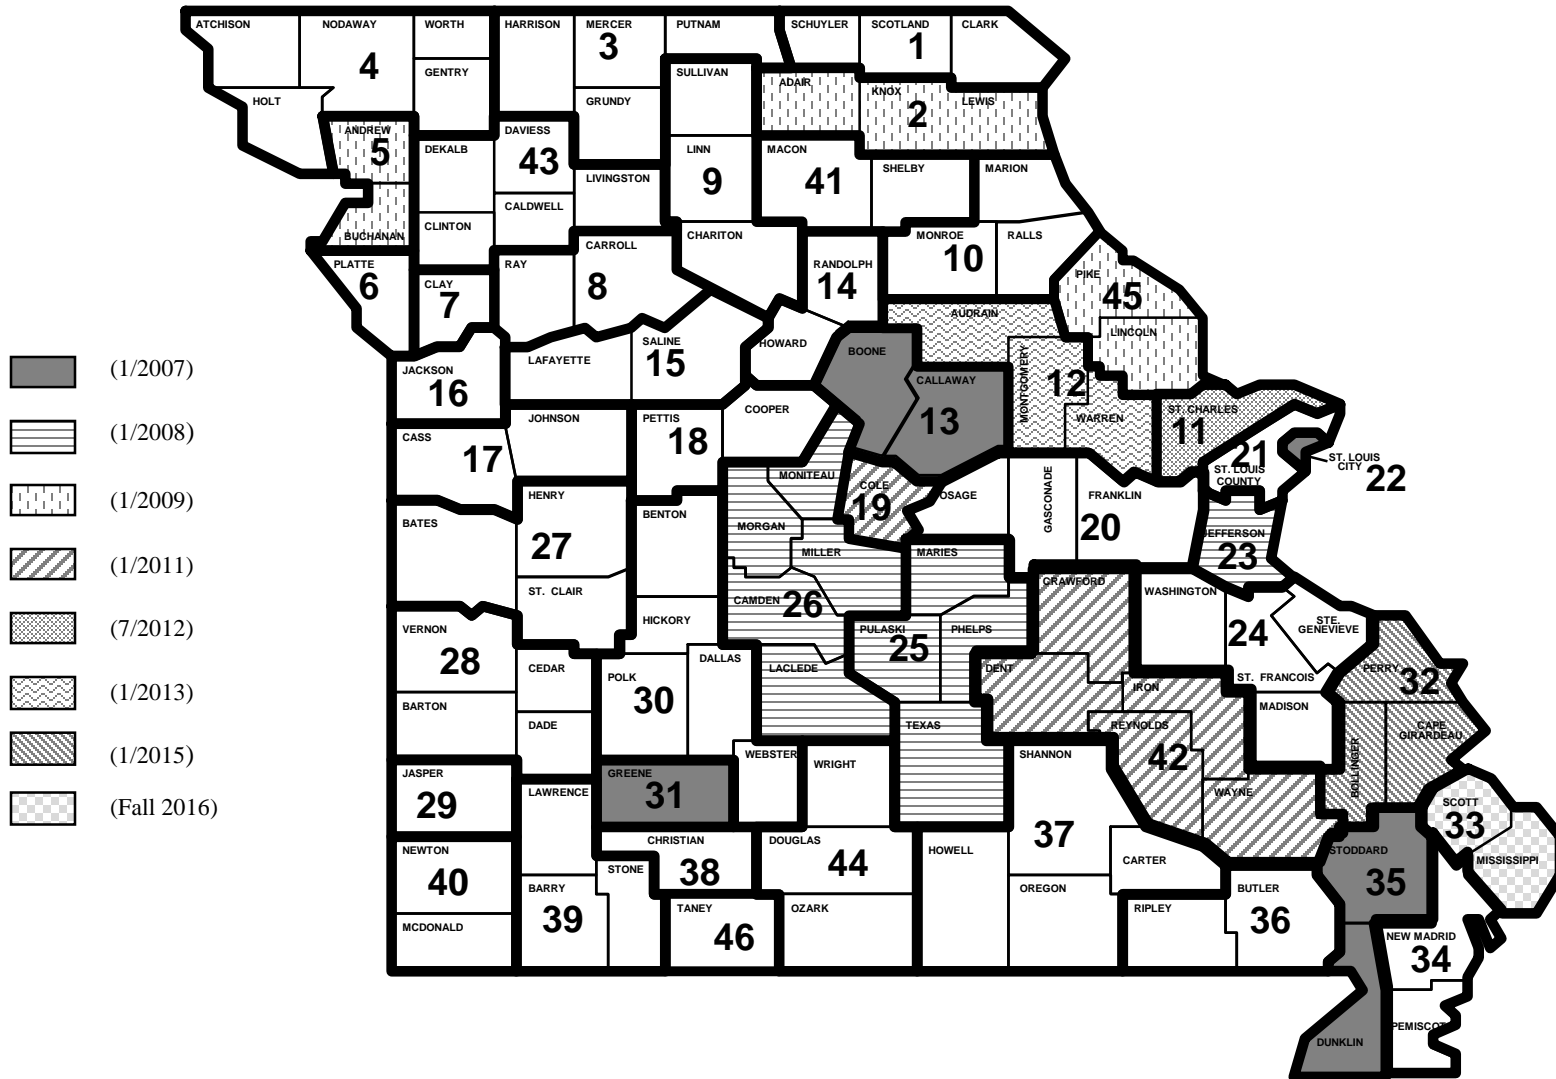 ATCHISON
NODAWAY
WORTH
HARRISON
MERCER
PUTNAM
SCHUYLER
SCOTLAND
CLARK
3
1
4
GENTRY
SULLIVAN
ADAIR
KNOX
LEWIS
HOLT
GRUNDY
2
ANDREW
5
DAVIESS
43
DEKALB
LINN
9
MACON
41
SHELBY
MARION
LIVINGSTON
CALDWELL
CLINTON
BUCHANAN
CHARITON
MONROE
RALLS
10
CARROLL
PLATTE
6
RAY
8
RANDOLPH
14
CLAY
7
PIKE
45
AUDRAIN
LINCOLN
SALINE
15
HOWARD
BOONE
LAFAYETTE
(1/2007)
JACKSON
16
CALLAWAY
13
MONTGOMERY
12
WARREN
ST. CHARLES
11
COOPER
JOHNSON
PETTIS
18
(1/2008)
CASS
17
21
ST. LOUIS
COUNTY
ST. LOUIS
CITY
22
MONITEAU
COLE
19
OSAGE
GASCONADE
FRANKLIN
20
(1/2009)
HENRY
27
BENTON
BATES
MORGAN
MILLER
MARIES
JEFFERSON
23
(1/2011)
ST. CLAIR
CAMDEN
26
CRAWFORD
WASHINGTON
(7/2012)
VERNON
28
HICKORY
PULASKI
25
PHELPS
24
STE.
GENEVIEVE
CEDAR
POLK
30
DALLAS
LACLEDE
DENT
IRON
ST. FRANCOIS
PERRY
32
(1/2013)
BARTON
DADE
TEXAS
REYNOLDS
42
MADISON
CAPE
GIRARDEAU
(1/2015)
WEBSTER
WRIGHT
SHANNON
BOLLINGER
JASPER
29
LAWRENCE
GREENE
31
WAYNE
SCOTT
33
(Fall 2016)
NEWTON
40
CHRISTIAN
38
DOUGLAS
44
HOWELL
37
CARTER
STODDARD
35
MISSISSIPPI
STONE
BARRY
39
OREGON
BUTLER
36
MCDONALD
TANEY
46
OZARK
RIPLEY
NEW MADRID
34
PEMISCOT
DUNKLIN